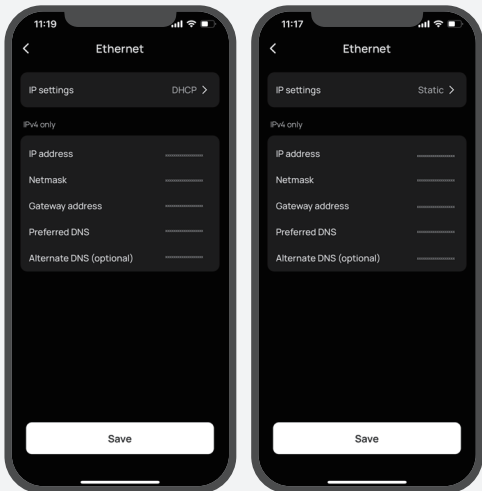 11:19
Ethernet
IP settings DHCP
IPv4 only
IP address
Netmask
Gateway address
Preferred DNS
Alternate DNS (optional)
Save
11:17
Ethernet
IP settings Static
IPv4 only
IP address
Netmask
Gateway address
Preferred DNS
Alternate DNS (optional)
Save